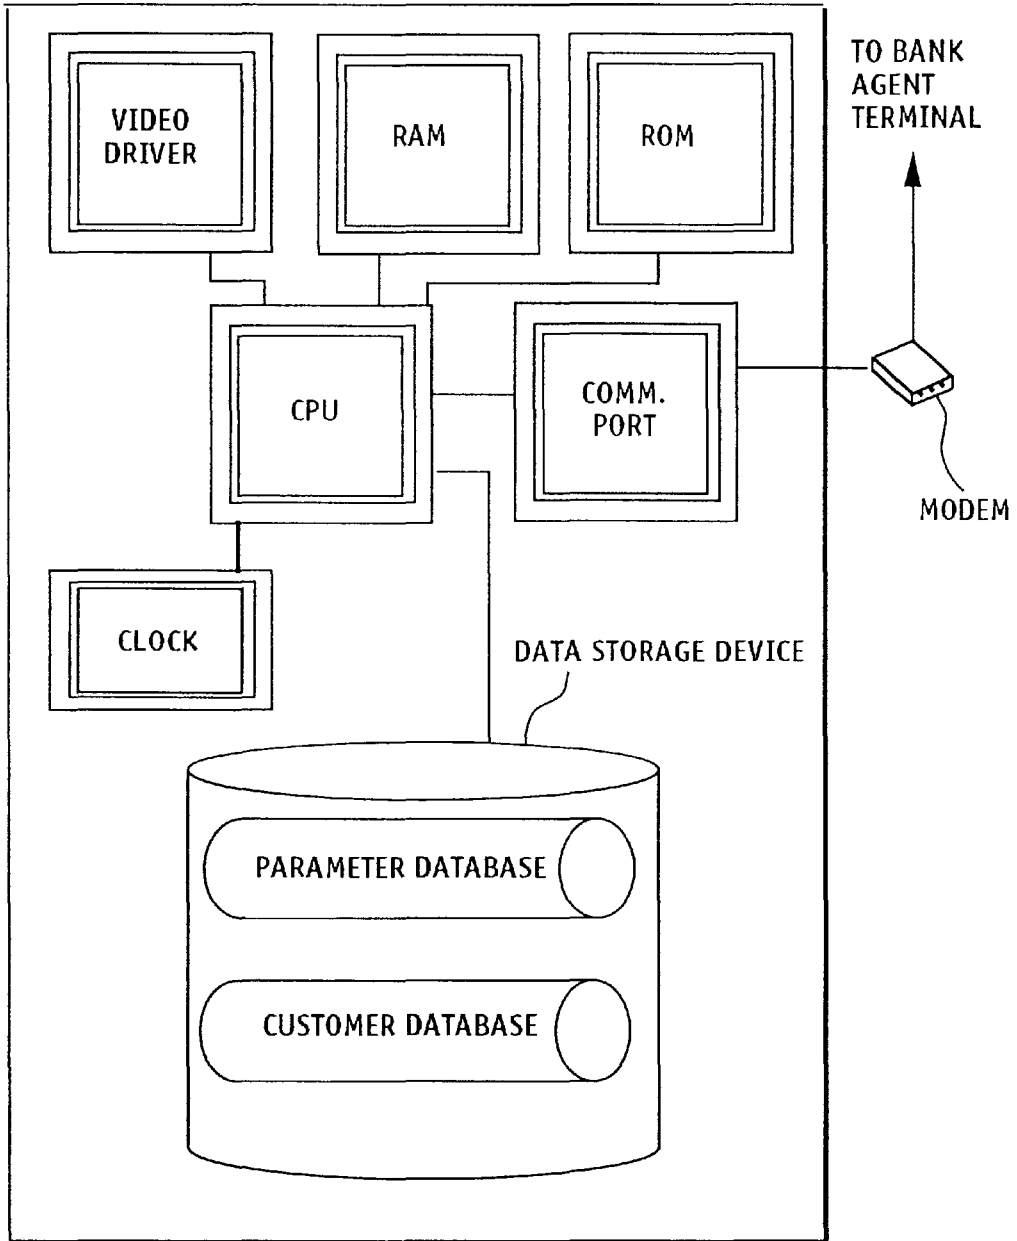 VIDEO
DRIVER
RAM
ROM
TO BANK
AGENT
TERMINAL
CPU
COMM.
PORT
MODEM
CLOCK
DATA STORAGE DEVICE
PARAMETER DATABASE
CUSTOMER DATABASE